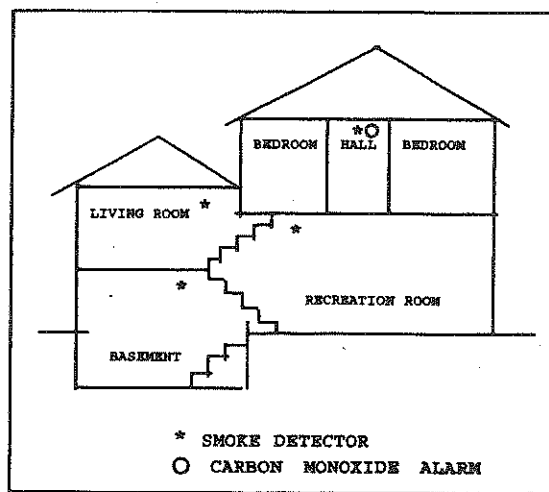 BEDROOM HALL BEDROOM
LIVING ROOM
RECREATION ROOM
BASEMENT
* SMOKE DETECTOR
O CARBON MONOXIDE ALARM